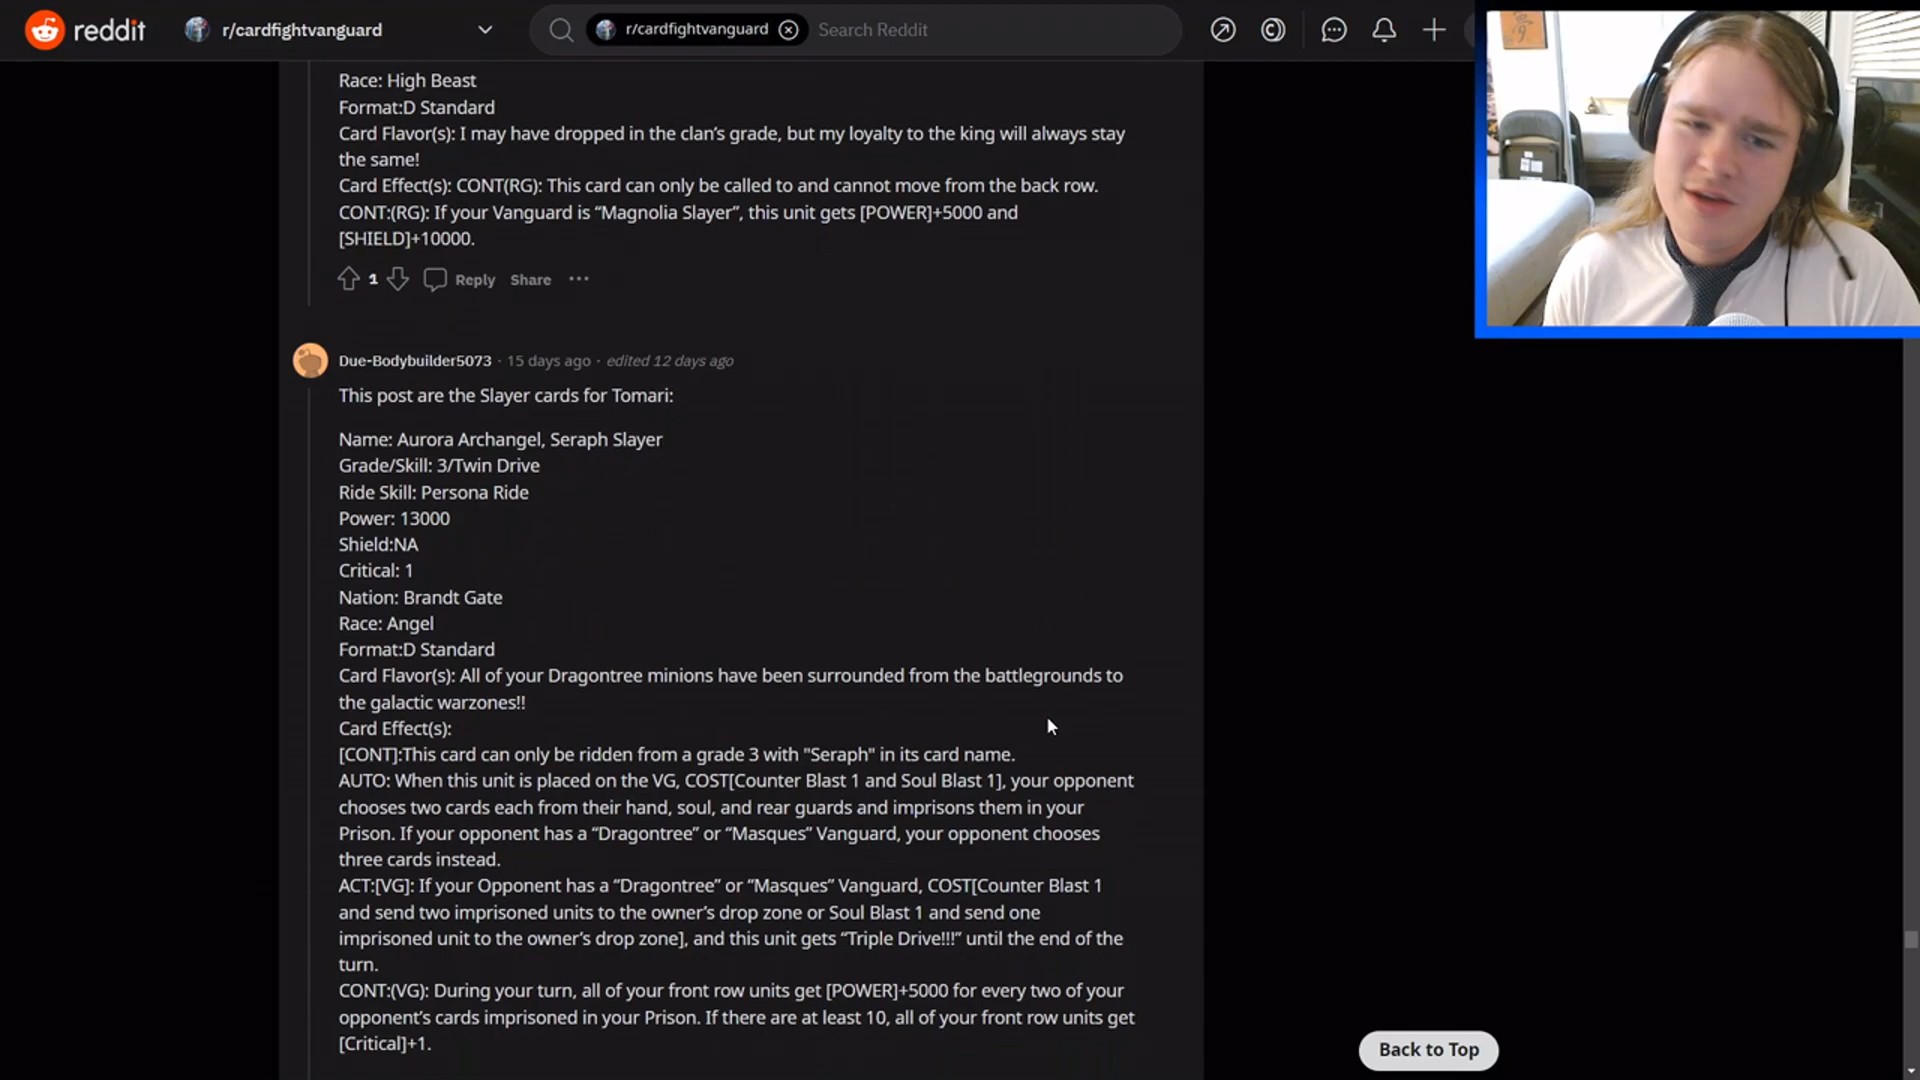 reddit
r/cardfightvanguard
r/cardfightvanguard
Search Reddit
Race: High Beast
Format:D Standard
Card Flavor(s): I may have dropped in the clan's grade, but my loyalty to the king will always stay
the same!
Card Effect(s): CONT(RG): This card can only be called to and cannot move from the back row.
CONT:(RG): If your Vanguard is “Magnolia Slayer”, this unit gets [POWER]+5000 and
[SHIELD]+10000.
1 Reply Share
Due-Bodybuilder5073 · 15 days ago · edited 12 days ago
This post are the Slayer cards for Tomari:
Name: Aurora Archangel, Seraph Slayer
Grade/Skill: 3/Twin Drive
Ride Skill: Persona Ride
Power: 13000
Shield:NA
Critical: 1
Nation: Brandt Gate
Race: Angel
Format:D Standard
Card Flavor(s): All of your Dragontree minions have been surrounded from the battlegrounds to
the galactic warzones!!
Card Effect(s):
[CONT]:This card can only be ridden from a grade 3 with "Seraph" in its card name.
AUTO: When this unit is placed on the VG, COST[Counter Blast 1 and Soul Blast 1], your opponent
chooses two cards each from their hand, soul, and rear guards and imprisons them in your
Prison. If your opponent has a “Dragontree” or “Masques” Vanguard, your opponent chooses
three cards instead.
ACT:[VG]: If your Opponent has a “Dragontree” or “Masques” Vanguard, COST[Counter Blast 1
and send two imprisoned units to the owner's drop zone or Soul Blast 1 and send one
imprisoned unit to the owner's drop zone], and this unit gets “Triple Drive!!!” until the end of the
turn.
CONT:(VG): During your turn, all of your front row units get [POWER]+5000 for every two of your
opponent's cards imprisoned in your Prison. If there are at least 10, all of your front row units get
[Critical]+1.
Back to Top